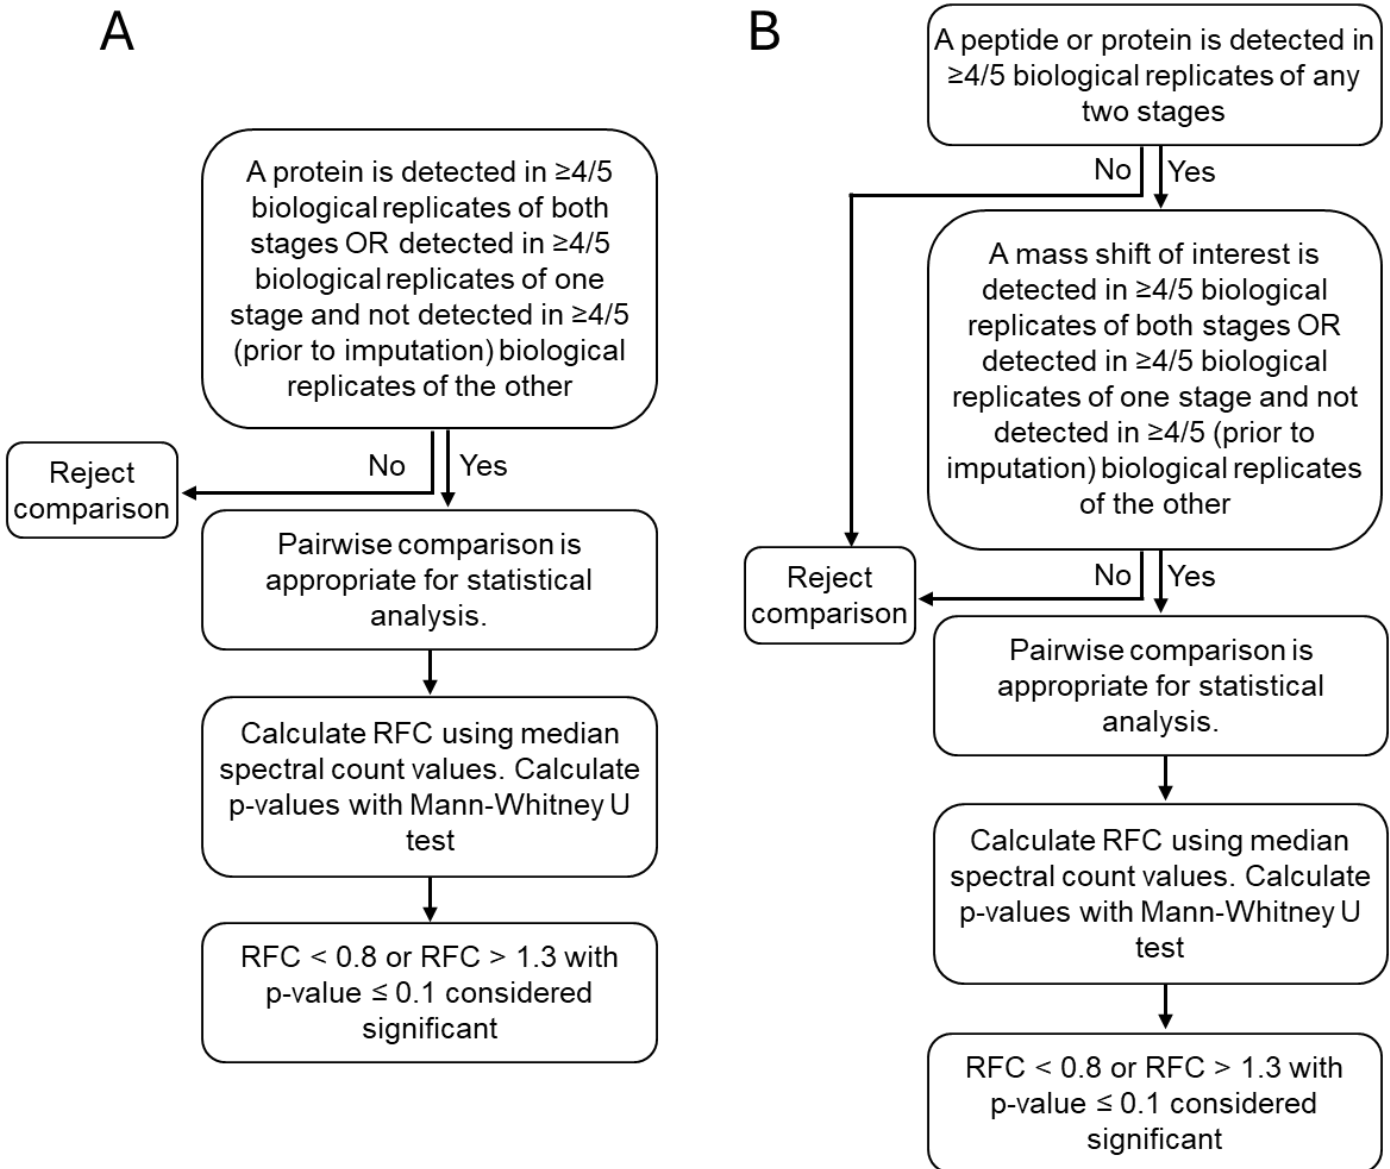 A
A protein is detected in ≥4/5
biological replicates of both
stages OR detected in ≥4/5
biological replicates of one
stage and not detected in ≥4/5
(prior to imputation) biological
replicates of the other
No
Yes
Reject
comparison
Pairwise comparison is
appropriate for statistical
analysis.
Calculate RFC using median
spectral count values. Calculate
p-values with Mann-Whitney U
test
RFC < 0.8 or RFC > 1.3 with
p-value ≤ 0.1 considered
significant
B
A peptide or protein is detected in
≥4/5 biological replicates of any
two stages
No
Yes
A mass shift of interest is
detected in ≥4/5 biological
replicates of both stages OR
detected in ≥4/5 biological
replicates of one stage and not
detected in ≥4/5 (prior to
imputation) biological replicates
of the other
No
Yes
Reject
comparison
Pairwise comparison is
appropriate for statistical
analysis.
Calculate RFC using median
spectral count values. Calculate
p-values with Mann-Whitney U
test
RFC < 0.8 or RFC > 1.3 with
p-value ≤ 0.1 considered
significant